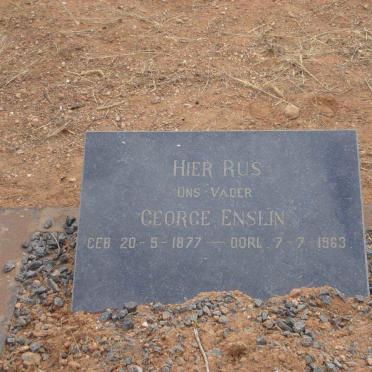 HIER RUS
ONS VADER
GEORGE ENSLIN
GEB 20-5-1877 — OORL. 7-7-1963